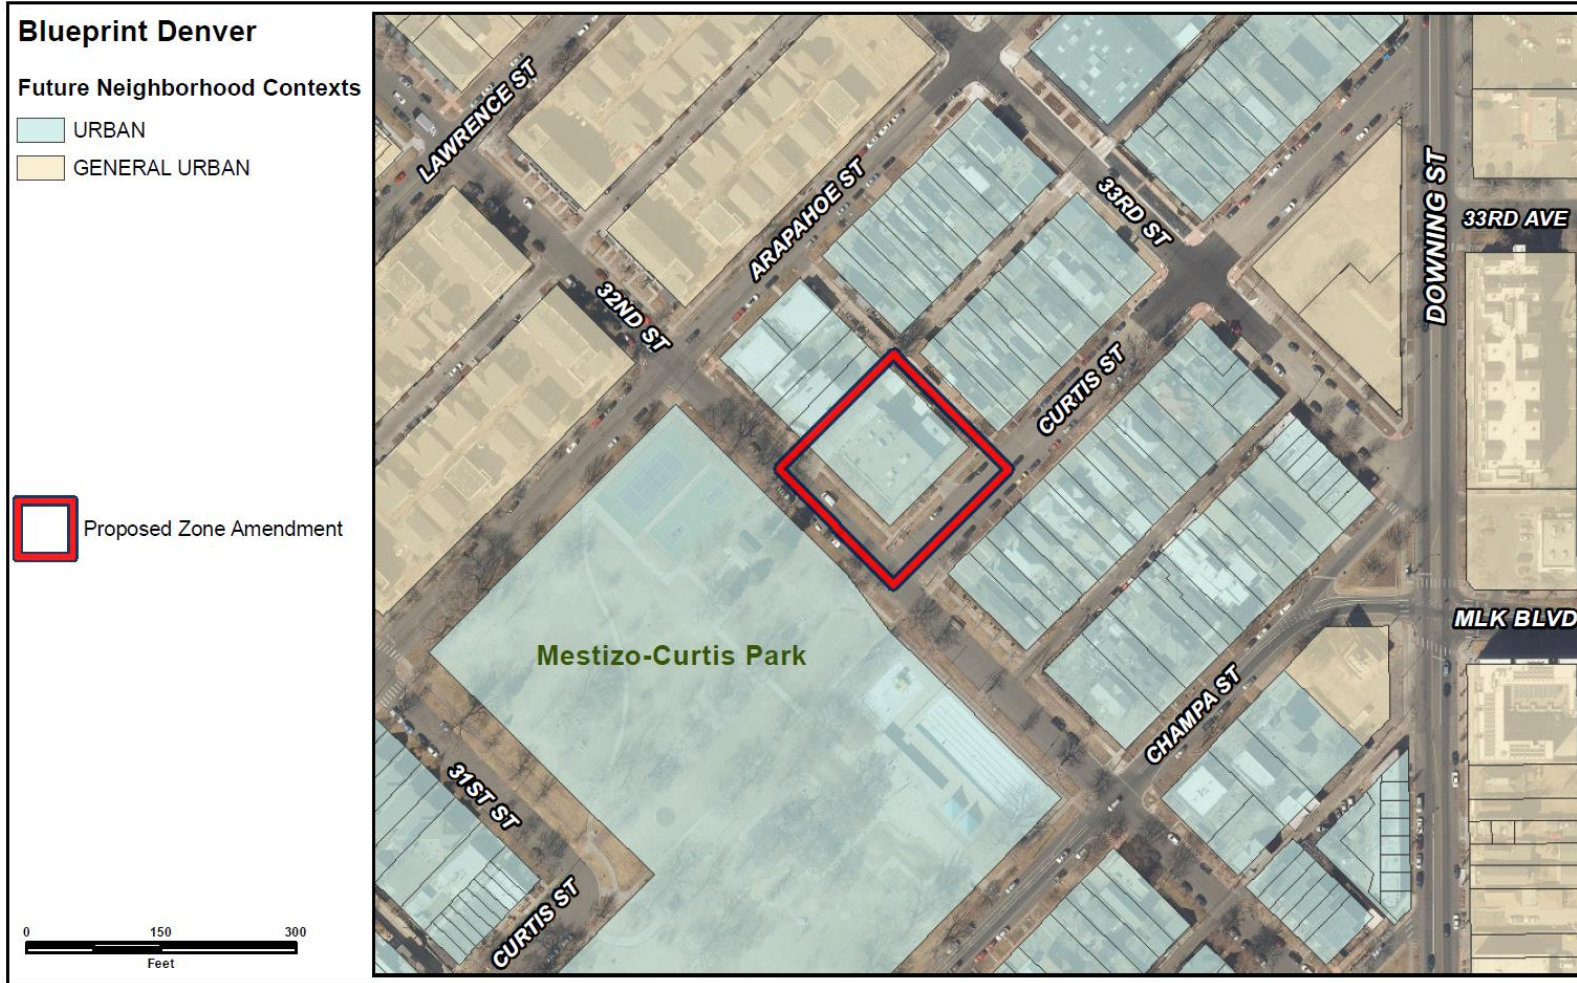 Blueprint Denver
Future Neighborhood Contexts
URBAN
GENERAL URBAN
Proposed Zone Amendment
0 150 300
Feet
LAWRENCE ST
ARAPAHOE ST
32ND ST
33RD ST
DOWNING ST
33RD AVE
CURTIS ST
MLK BLVD
Mestizo-Curtis Park
CHAMPA ST
31ST ST
CURTIS ST